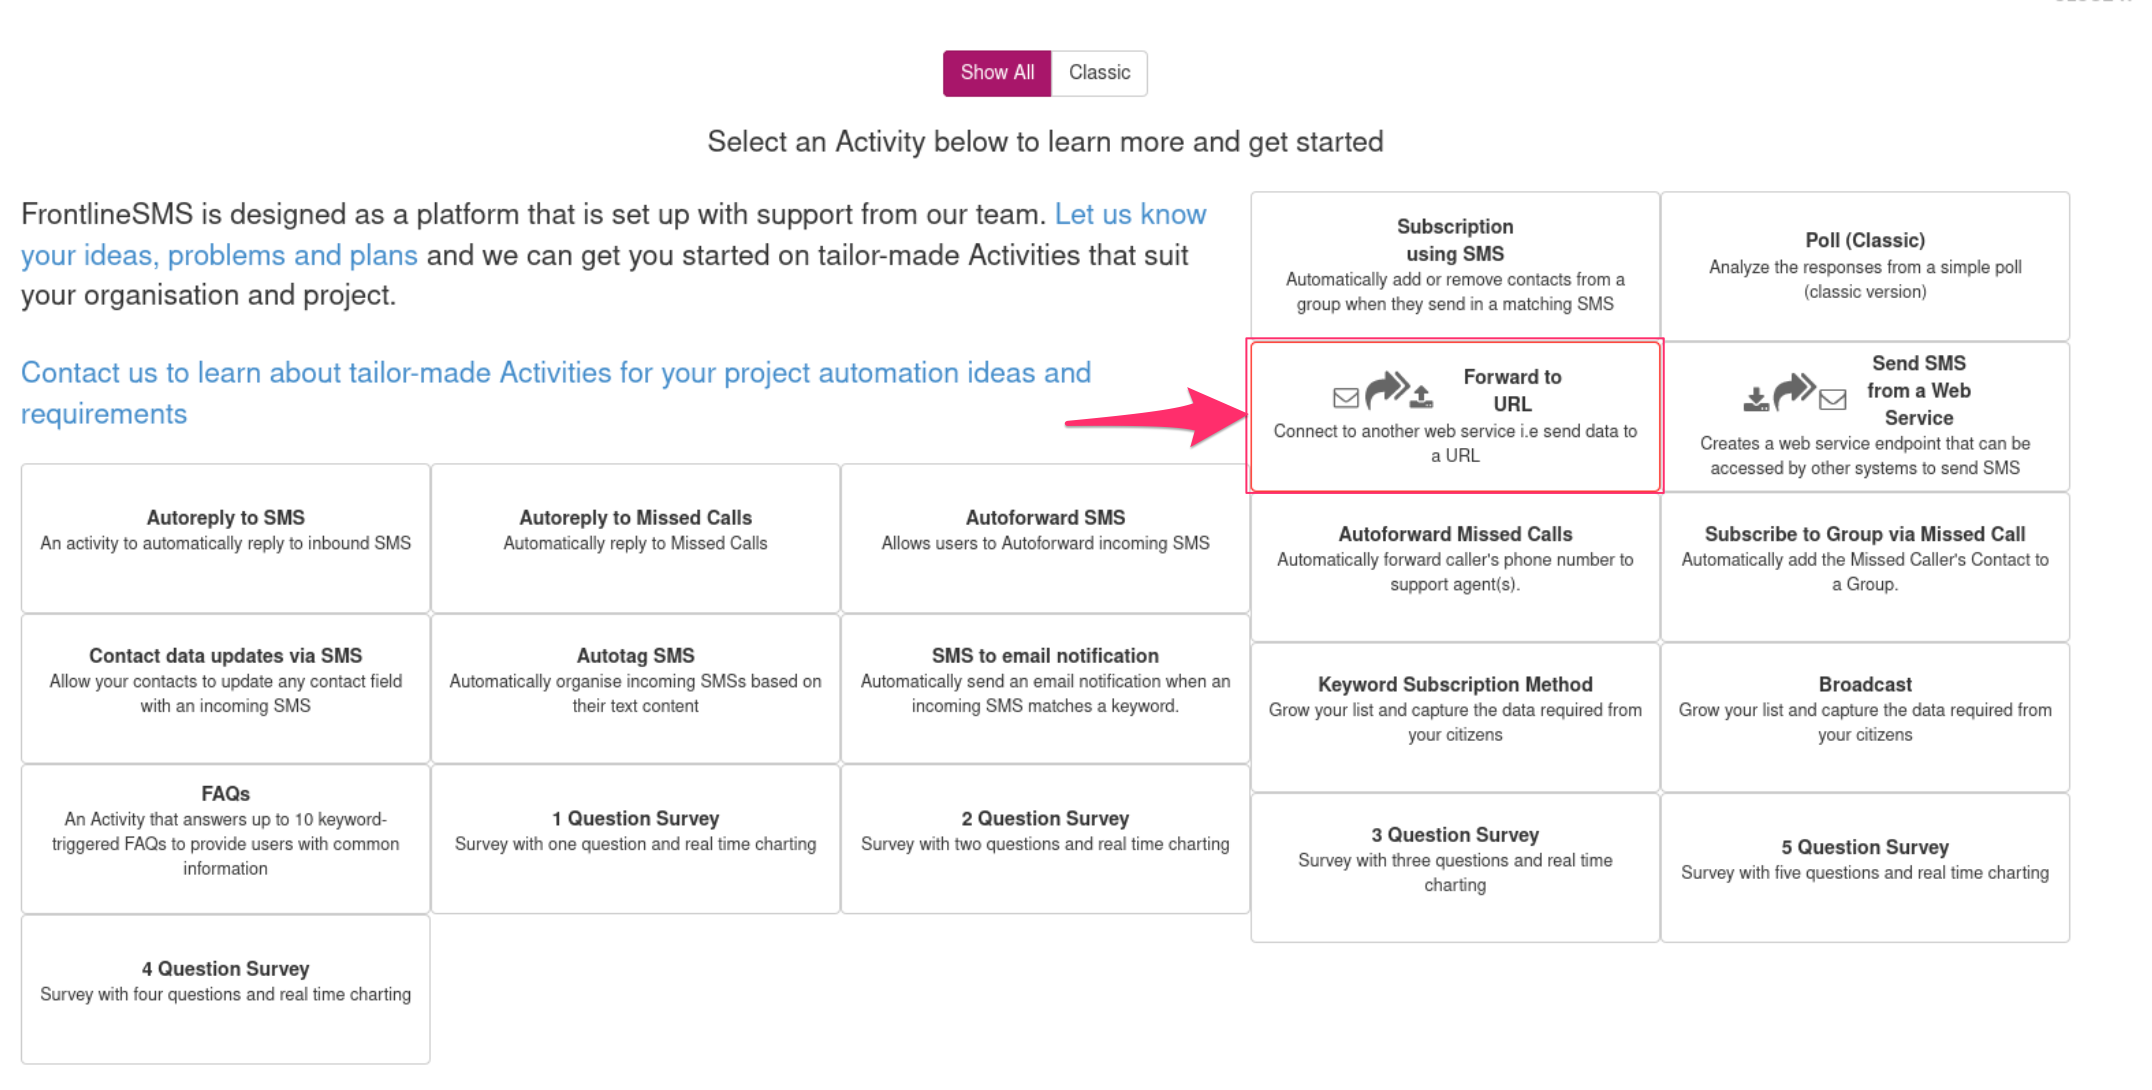 Show All
Classic
Select an Activity below to learn more and get started
FrontlineSMS is designed as a platform that is set up with support from our team. Let us know
your ideas, problems and plans and we can get you started on tailor-made Activities that suit
your organisation and project.
Contact us to learn about tailor-made Activities for your project automation ideas and
requirements
Subscription
using SMS
Automatically add or remove contacts from a
group when they send in a matching SMS
Poll (Classic)
Analyze the responses from a simple poll
(classic version)
Forward to
URL
Connect to another web service i.e send data to
a URL
Send SMS
from a Web
Service
Creates a web service endpoint that can be
accessed by other systems to send SMS
Autoreply to SMS
An activity to automatically reply to inbound SMS
Autoreply to Missed Calls
Automatically reply to Missed Calls
Autoforward SMS
Allows users to Autoforward incoming SMS
Autoforward Missed Calls
Automatically forward caller's phone number to
support agent(s).
Subscribe to Group via Missed Call
Automatically add the Missed Caller's Contact to
a Group.
Contact data updates via SMS
Allow your contacts to update any contact field
with an incoming SMS
Autotag SMS
Automatically organise incoming SMSs based on
their text content
SMS to email notification
Automatically send an email notification when an
incoming SMS matches a keyword.
Keyword Subscription Method
Grow your list and capture the data required from
your citizens
Broadcast
Grow your list and capture the data required from
your citizens
FAQs
An Activity that answers up to 10 keyword-
triggered FAQs to provide users with common
information
1 Question Survey
Survey with one question and real time charting
2 Question Survey
Survey with two questions and real time charting
3 Question Survey
Survey with three questions and real time
charting
5 Question Survey
Survey with five questions and real time charting
4 Question Survey
Survey with four questions and real time charting